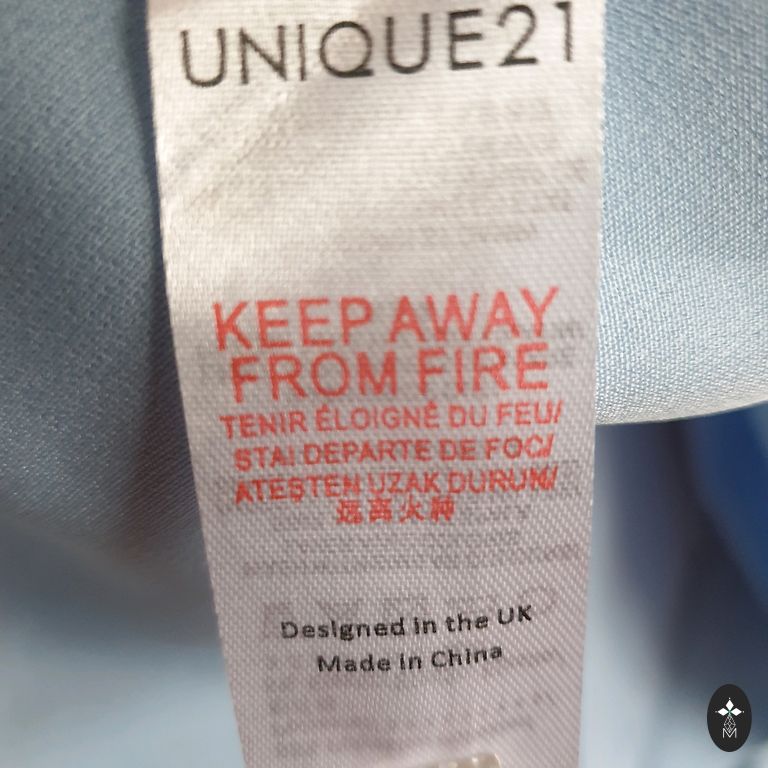 UNIQUE21
KEEP AWAY
FROM FIRE
TENIR ÉLOIGNÉ DU FEU/
STAI DEPARTE DE FOC/
ATEŞTEN UZAK DURUM/
远离火种
Designed in the UK
Made in China
M